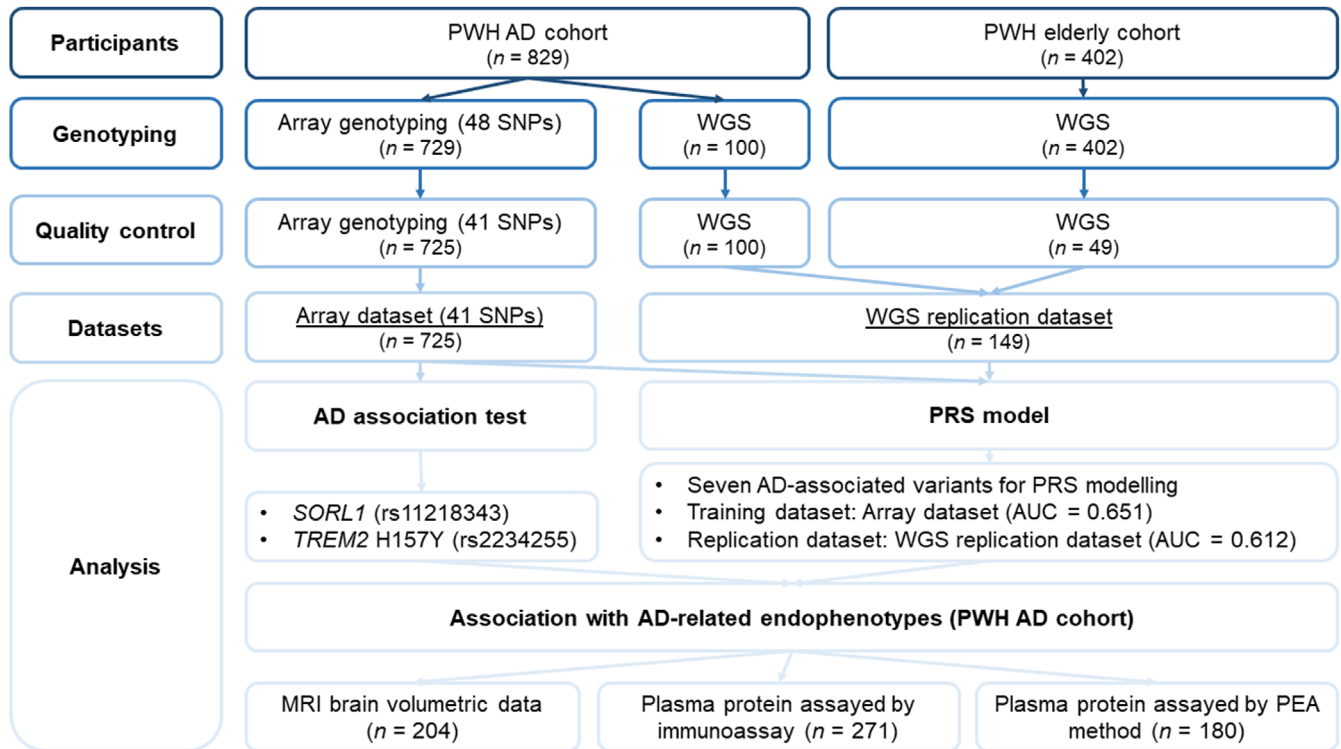 Participants
PWH AD cohort
(n = 829)
PWH elderly cohort
(n = 402)
Genotyping
Array genotyping (48 SNPs)
(n = 729)
WGS
(n = 100)
WGS
(n = 402)
Quality control
Array genotyping (41 SNPs)
(n = 725)
WGS
(n = 100)
WGS
(n = 49)
Datasets
Array dataset (41 SNPs)
(n = 725)
WGS replication dataset
(n = 149)
Analysis
AD association test
PRS model
• SORL1 (rs11218343)
• TREM2 H157Y (rs2234255)
• Seven AD-associated variants for PRS modelling
• Training dataset: Array dataset (AUC = 0.651)
• Replication dataset: WGS replication dataset (AUC = 0.612)
Association with AD-related endophenotypes (PWH AD cohort)
MRI brain volumetric data
(n = 204)
Plasma protein assayed by
immunoassay (n = 271)
Plasma protein assayed by PEA
method (n = 180)